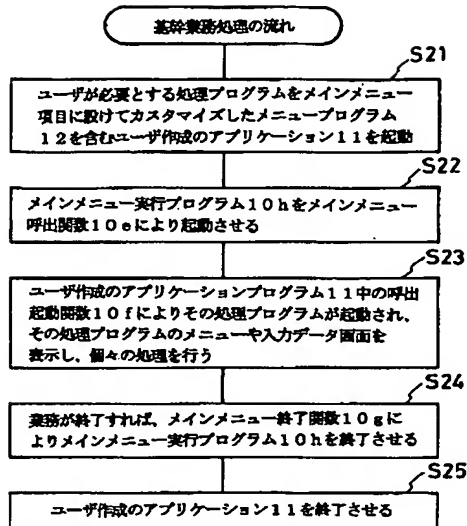 基幹業務処理の流れ
S21
ユーザが必要とする処理プログラムをメインメニュー
項目に設けてカスタマイズしたメニュープログラム
12を含むユーザ作成のアプリケーション11を起動
S22
メインメニュー実行プログラム10hをメインメニュー
呼出関数10eにより起動させる
S23
ユーザ作成のアプリケーションプログラム11中の呼出
起動関数10fによりその処理プログラムが起動され、
その処理プログラムのメニューや入力データ画面を
表示し、個々の処理を行う
S24
業務が終了すれば、メインメニュー終了関数10gに
よりメインメニュー実行プログラム10hを終了させる
S25
ユーザ作成のアプリケーション11を終了させる